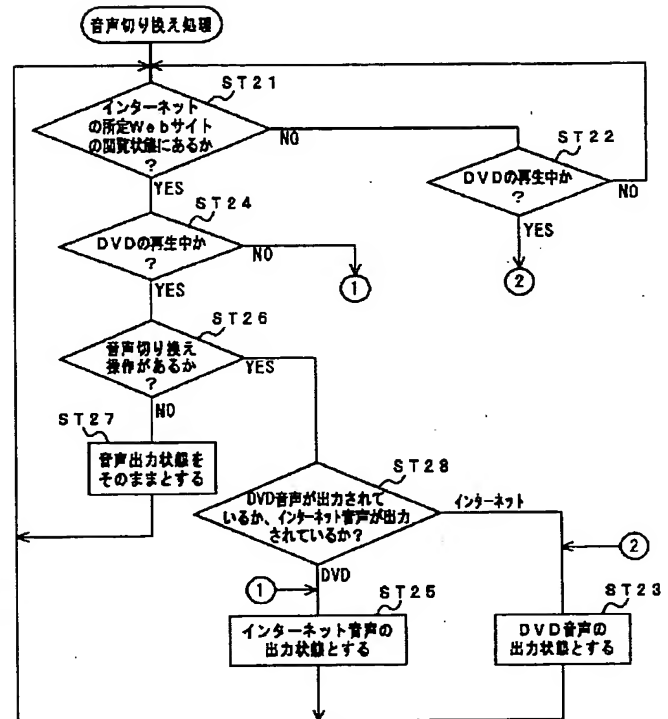 音声切り換え処理
ST21
インターネット
の所定Webサイト
の閲覧状態にあるか
?
NO
YES
ST22
DVDの再生中か
?
NO
YES
②
ST24
DVDの再生中か
?
NO
①
YES
ST26
音声切り換え
操作があるか
?
YES
NO
ST27
音声出力状態を
そのままとする
ST28
DVD音声が出力されて
いるか、インターネット音声が出力
されているか?
インターネット
②
DVD
①
ST25
インターネット音声の
出力状態とする
ST23
DVD音声の
出力状態とする